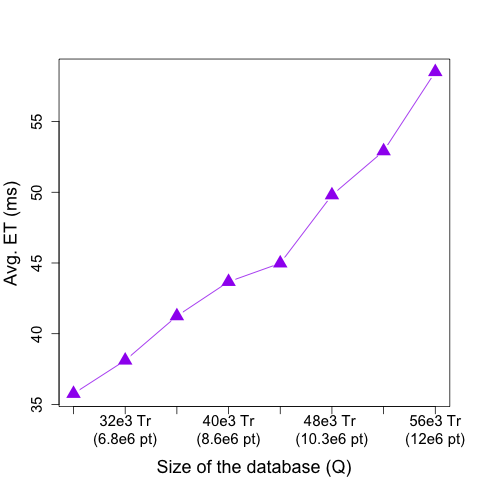 Avg. ET (ms)
55
50
45
40
35
32e3 Tr 40e3 Tr 48e3 Tr 56e3 Tr
(6.8e6 pt) (8.6e6 pt) (10.3e6 pt) (12e6 pt)
Size of the database (Q)